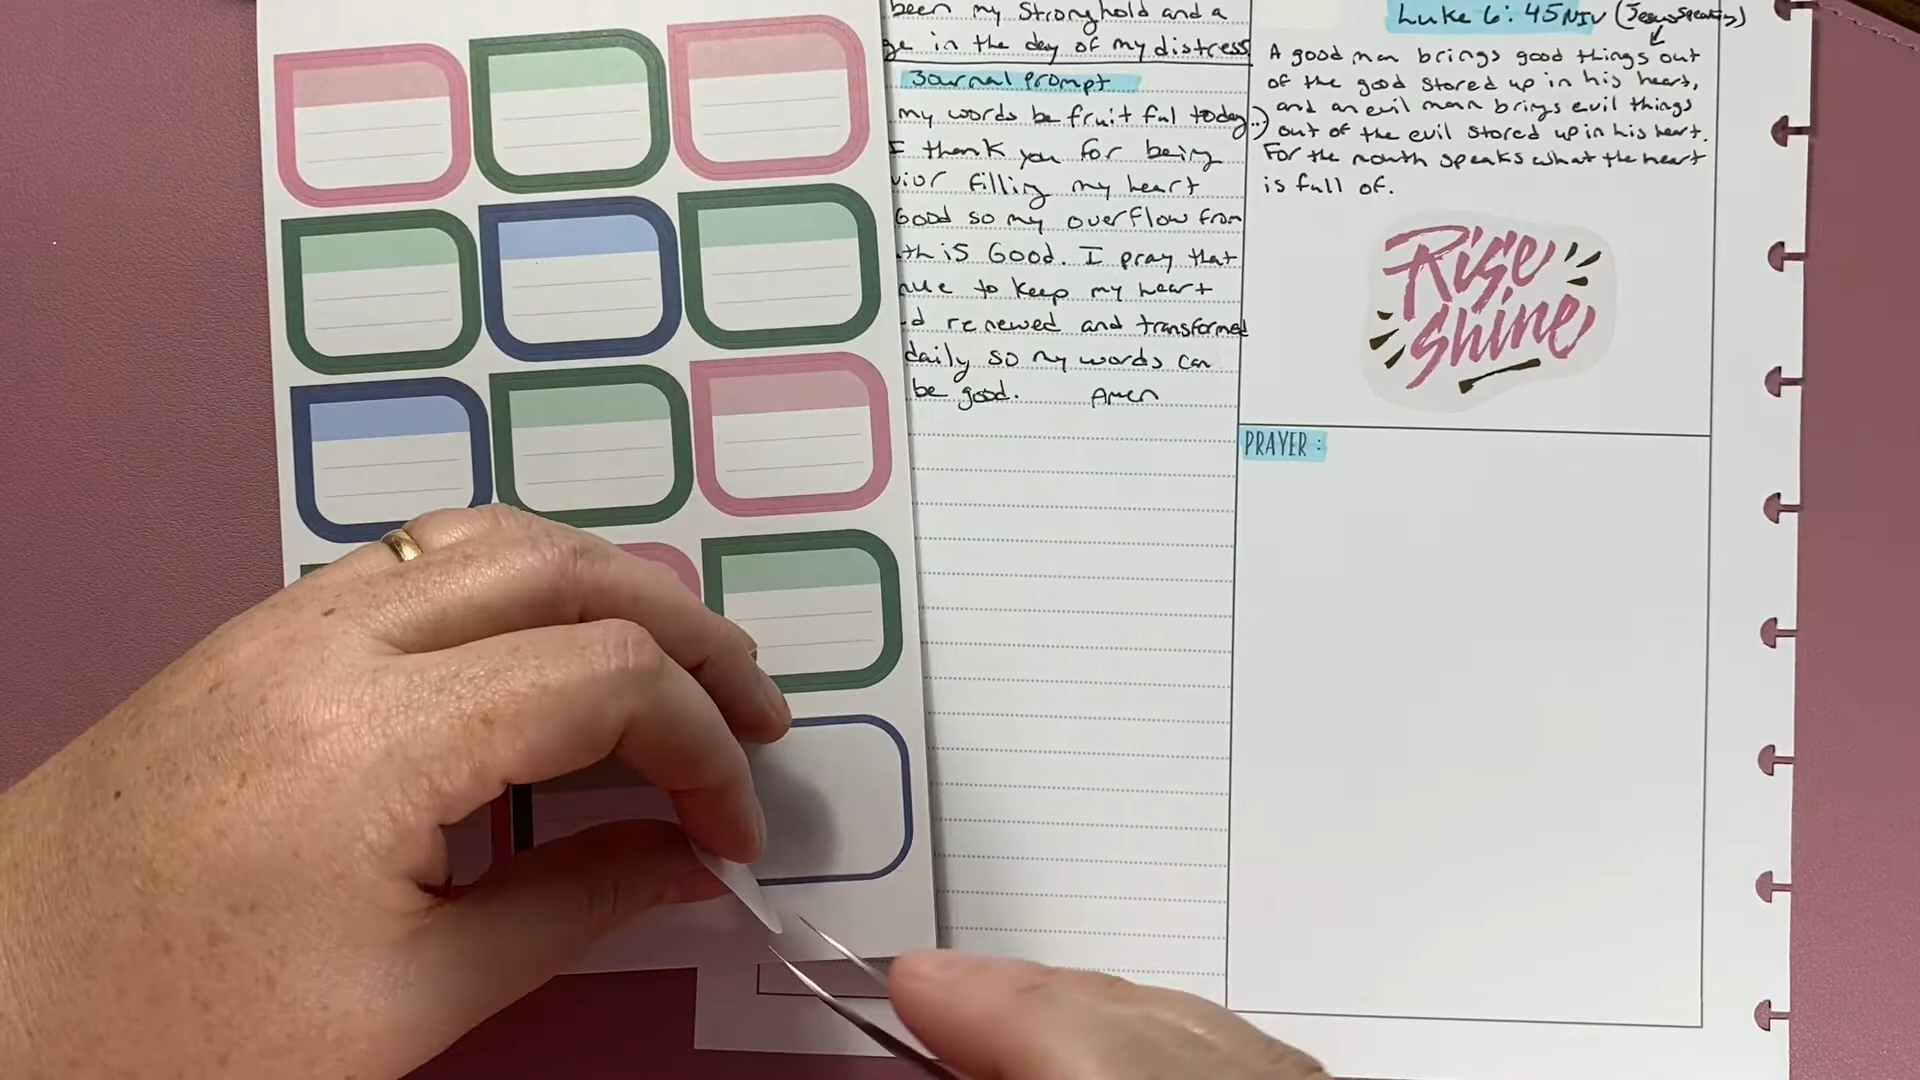 been my Stronghold and a
in the day of my distress
Journal Prompt
my words be fruitful today
I thank you for being
filling my heart
Good so my overflow from
is Good. I pray that
to keep my heart
renewed and transformed
daily so my words can
be good. Amen
Luke 6:45 NIV (Jesus Speaking)
A good man brings good things out
of the good stored up in his heart,
and an evil man brings evil things
out of the evil stored up in his heart.
For the mouth speaks what the heart
is full of.
Rise
shine
PRAYER: